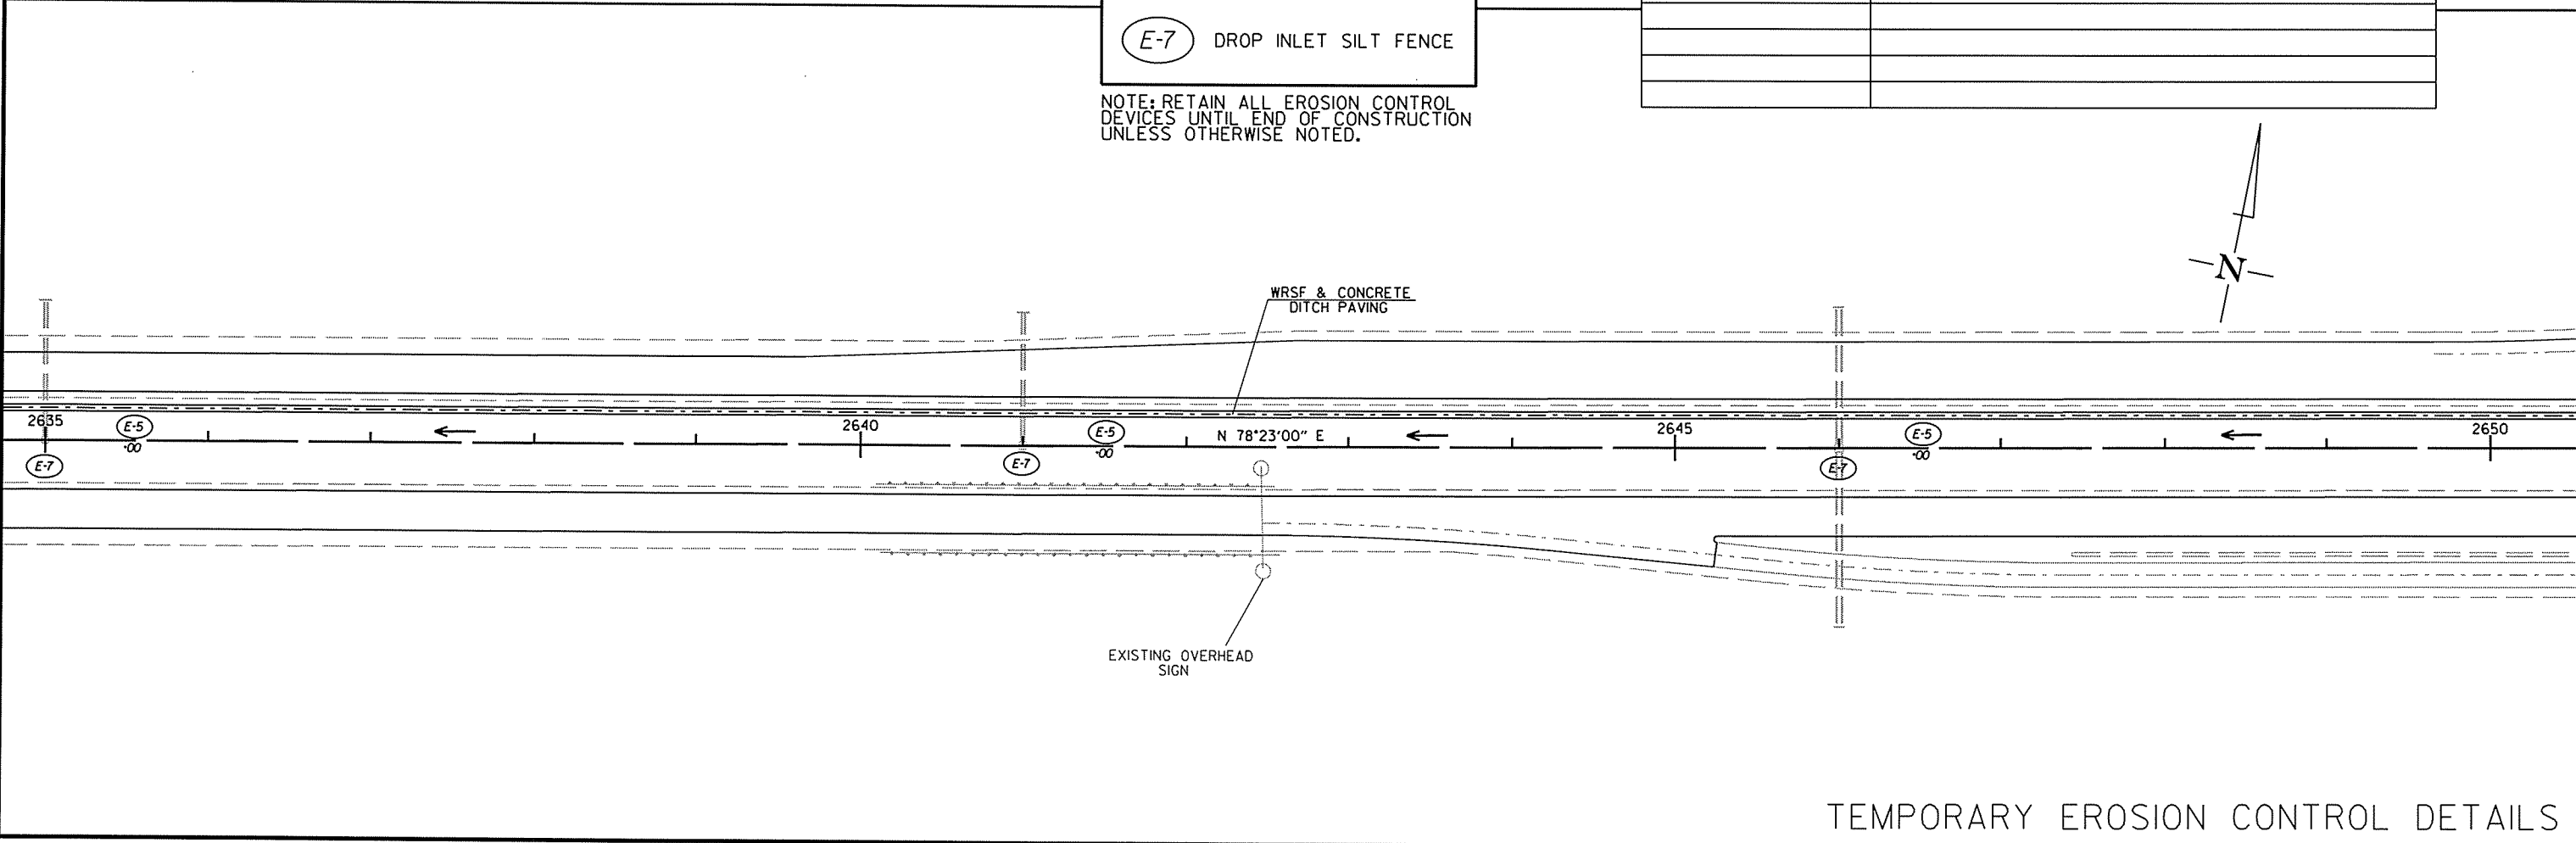 E-7 DROP INLET SILT FENCE
NOTE: RETAIN ALL EROSION CONTROL
DEVICES UNTIL END OF CONSTRUCTION
UNLESS OTHERWISE NOTED.
N
WRSF & CONCRETE
DITCH PAVING
2635
E-5
·00
2640
E-5
·00
N 78°23'00" E
2645
E-5
·00
2650
E-7
E-7
E-7
EXISTING OVERHEAD
SIGN
TEMPORARY EROSION CONTROL DETAILS